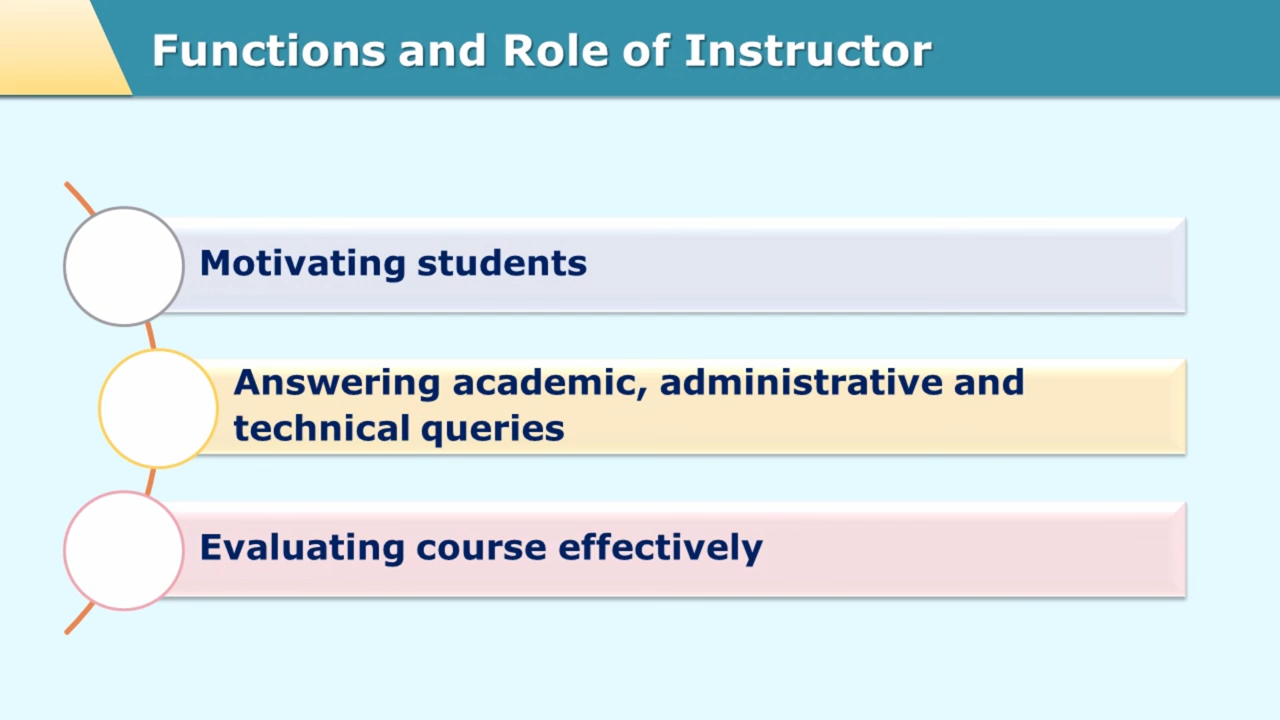 Functions and Role of Instructor
Motivating students
Answering academic, administrative and
technical queries
Evaluating course effectively